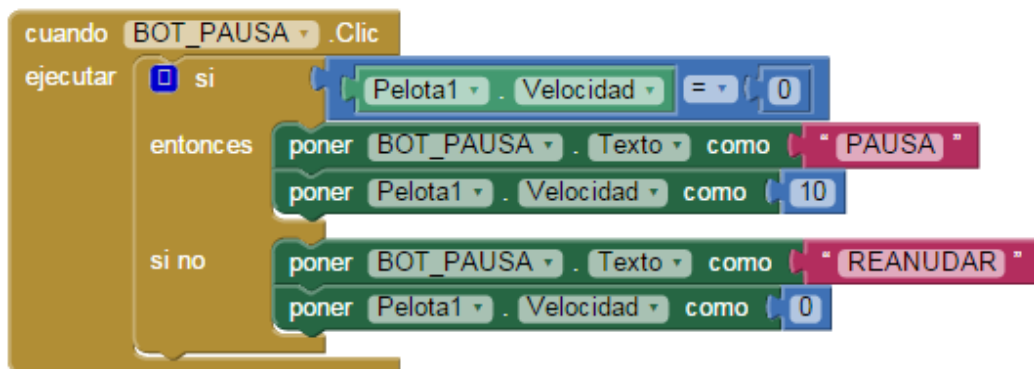 cuando BOT_PAUSA .Clic
ejecutar si Pelota1 . Velocidad = 0
entonces poner BOT_PAUSA . Texto como " PAUSA "
poner Pelota1 . Velocidad como 10
si no poner BOT_PAUSA . Texto como " REANUDAR "
poner Pelota1 . Velocidad como 0